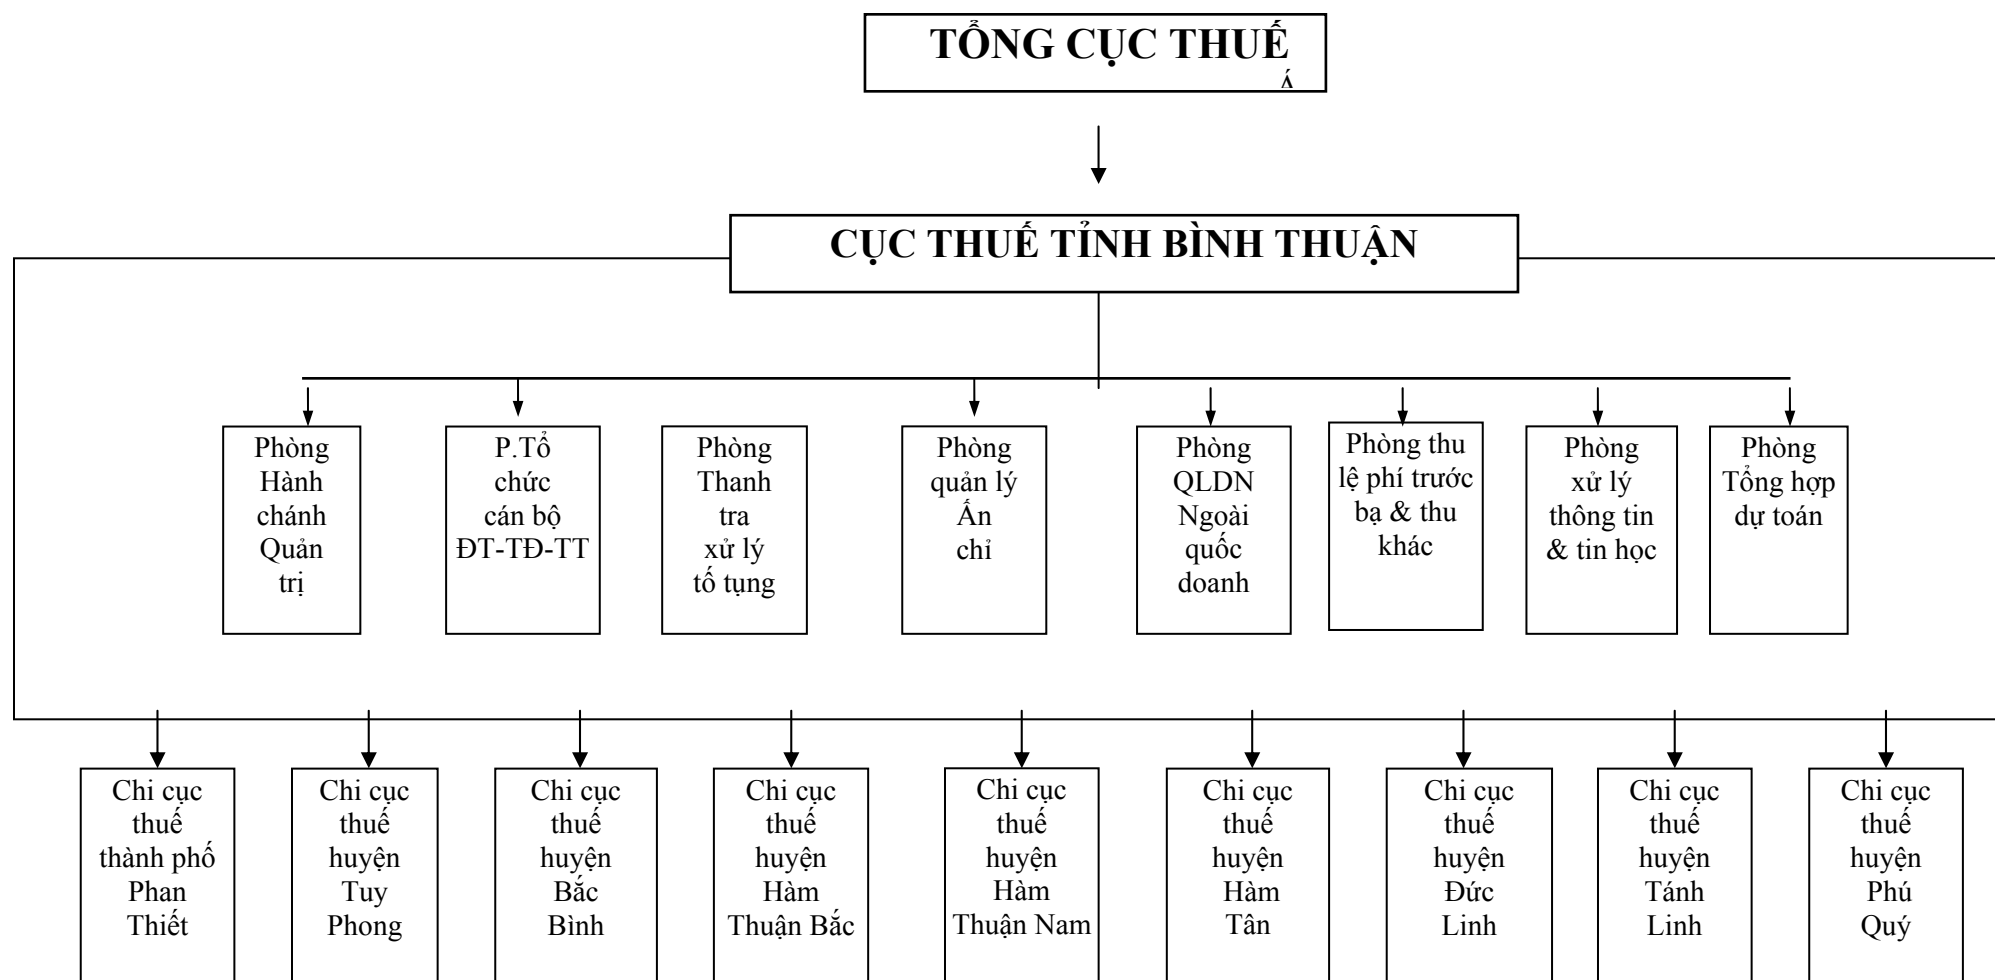 TỔNG CỤC THUẾ
CỤC THUẾ TỈNH BÌNH THUẬN
Phòng
Hành
chánh
Quản
trị
P.Tổ
chức
cán bộ
ĐT-TĐ-TT
Phòng
Thanh
tra
xử lý
tố tụng
Phòng
quản lý
Ấn
chỉ
Phòng
QLDN
Ngoài
quốc
doanh
Phòng thu
lệ phí trước
bạ & thu
khác
Phòng
xử lý
thông tin
& tin học
Phòng
Tổng hợp
dự toán
Chi cục
thuế
thành phố
Phan
Thiết
Chi cục
thuế
huyện
Tuy
Phong
Chi cục
thuế
huyện
Bắc
Bình
Chi cục
thuế
huyện
Hàm
Thuận Bắc
Chi cục
thuế
huyện
Hàm
Thuận Nam
Chi cục
thuế
huyện
Hàm
Tân
Chi cục
thuế
huyện
Đức
Linh
Chi cục
thuế
huyện
Tánh
Linh
Chi cục
thuế
huyện
Phú
Quý